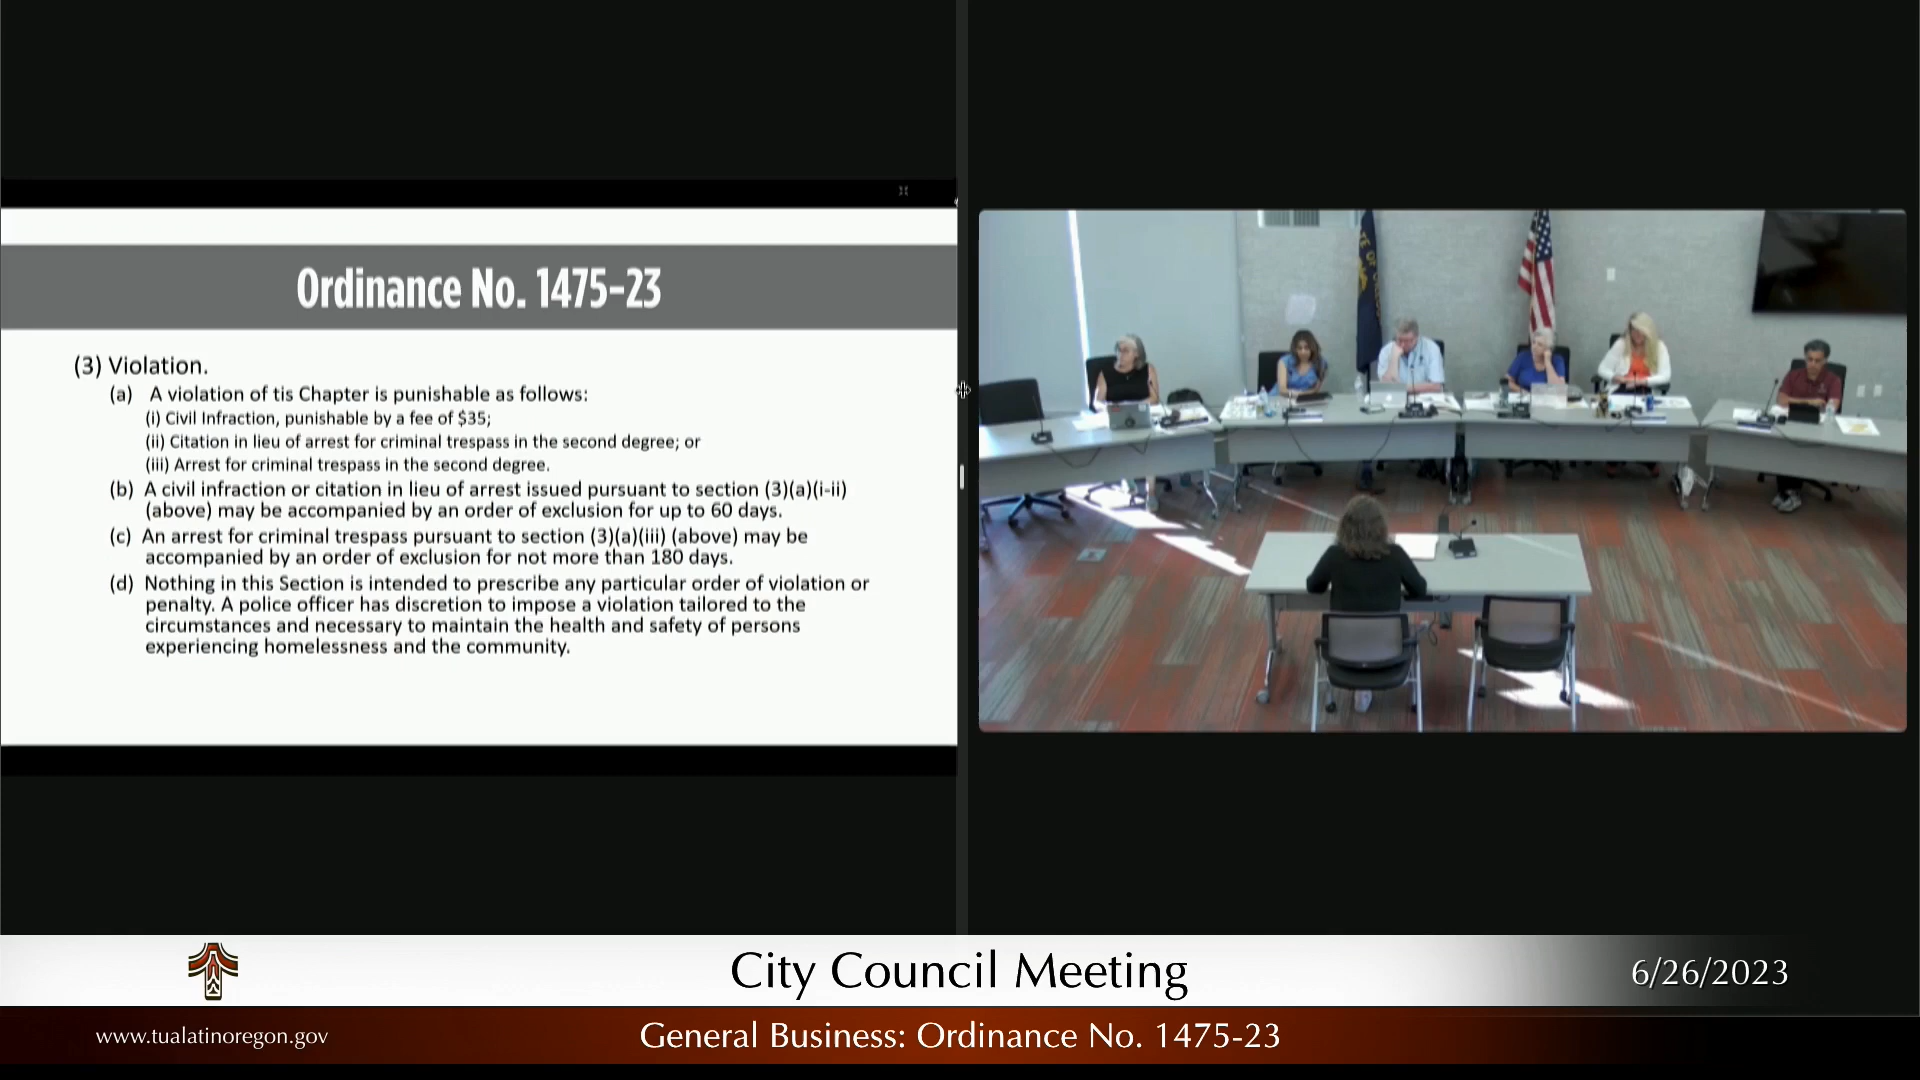 Ordinance No. 1475-23
(3) Violation.
(a) A violation of tis Chapter is punishable as follows:
(i) Civil Infraction, punishable by a fee of $35;
(ii) Citation in lieu of arrest for criminal trespass in the second degree; or
(iii) Arrest for criminal trespass in the second degree.
(b) A civil infraction or citation in lieu of arrest issued pursuant to section (3)(a)(i-ii)
(above) may be accompanied by an order of exclusion for up to 60 days.
(c) An arrest for criminal trespass pursuant to section (3)(a)(iii) (above) may be
accompanied by an order of exclusion for not more than 180 days.
(d) Nothing in this Section is intended to prescribe any particular order of violation or
penalty. A police officer has discretion to impose a violation tailored to the
circumstances and necessary to maintain the health and safety of persons
experiencing homelessness and the community.
City Council Meeting
6/26/2023
www.tualatinoregon.gov
General Business: Ordinance No. 1475-23